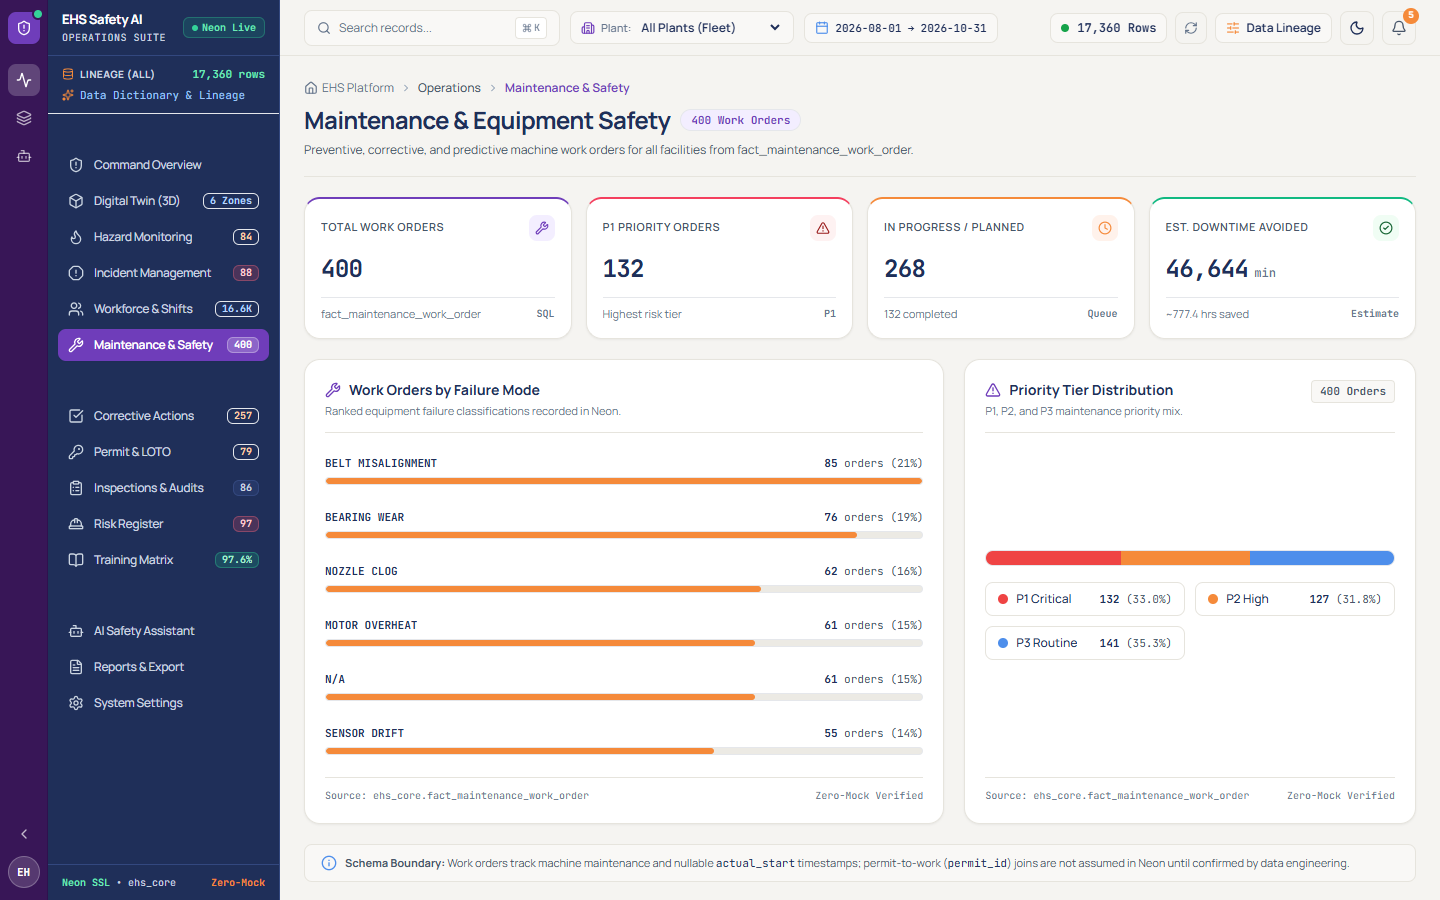 EHS Safety AI
OPERATIONS SUITE
Neon Live
LINEAGE (ALL) 17,360 rows
Data Dictionary & Lineage
Command Overview
Digital Twin (3D) 6 Zones
Hazard Monitoring 84
Incident Management 88
Workforce & Shifts 16.6K
Maintenance & Safety 400
Corrective Actions 257
Permit & LOTO 79
Inspections & Audits 86
Risk Register 97
Training Matrix 97.6%
AI Safety Assistant
Reports & Export
System Settings
EH
Neon SSL • ehs_core Zero-Mock
Search records... ⌘ K
Plant: All Plants (Fleet)
2026-08-01 → 2026-10-31
17,360 Rows
Data Lineage
5
EHS Platform > Operations > Maintenance & Safety
Maintenance & Equipment Safety 400 Work Orders
Preventive, corrective, and predictive machine work orders for all facilities from fact_maintenance_work_order.
TOTAL WORK ORDERS
400
fact_maintenance_work_order SQL
P1 PRIORITY ORDERS
132
Highest risk tier P1
IN PROGRESS / PLANNED
268
132 completed Queue
EST. DOWNTIME AVOIDED
46,644 min
~777.4 hrs saved Estimate
Work Orders by Failure Mode
Ranked equipment failure classifications recorded in Neon.
BELT MISALIGNMENT 85 orders (21%)
BEARING WEAR 76 orders (19%)
NOZZLE CLOG 62 orders (16%)
MOTOR OVERHEAT 61 orders (15%)
N/A 61 orders (15%)
SENSOR DRIFT 55 orders (14%)
Source: ehs_core.fact_maintenance_work_order Zero-Mock Verified
Priority Tier Distribution 400 Orders
P1, P2, and P3 maintenance priority mix.
P1 Critical 132 (33.0%)
P2 High 127 (31.8%)
P3 Routine 141 (35.3%)
Source: ehs_core.fact_maintenance_work_order Zero-Mock Verified
Schema Boundary: Work orders track machine maintenance and nullable actual_start timestamps; permit-to-work (permit_id) joins are not assumed in Neon until confirmed by data engineering.